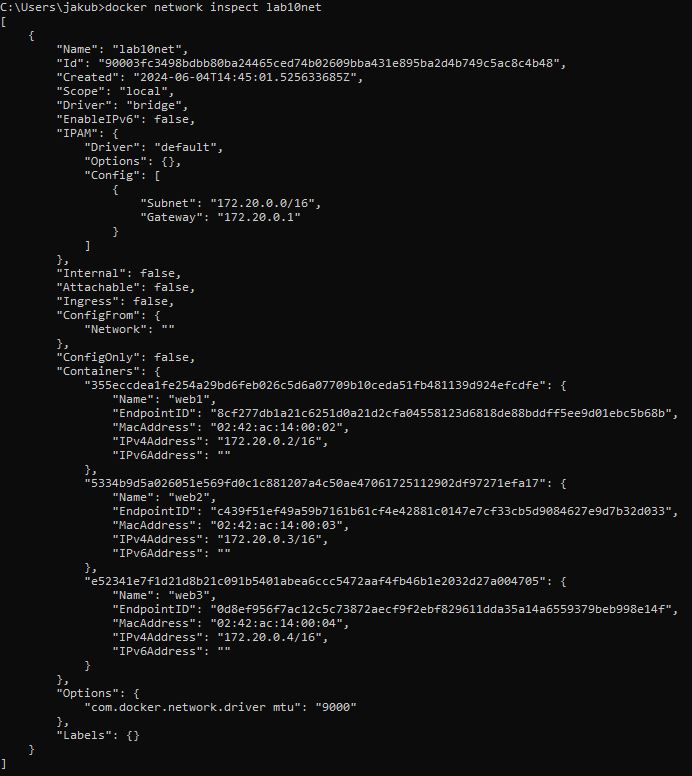 C:\Users\jakub>docker network inspect lab10net
[
    {
        "Name": "lab10net",
        "Id": "90003fc3498bdbb80ba24465ced74b02609bba431e895ba2d4b749c5ac8c4b48",
        "Created": "2024-06-04T14:45:01.525633685Z",
        "Scope": "local",
        "Driver": "bridge",
        "EnableIPv6": false,
        "IPAM": {
            "Driver": "default",
            "Options": {},
            "Config": [
                {
                    "Subnet": "172.20.0.0/16",
                    "Gateway": "172.20.0.1"
                }
            ]
        },
        "Internal": false,
        "Attachable": false,
        "Ingress": false,
        "ConfigFrom": {
            "Network": ""
        },
        "ConfigOnly": false,
        "Containers": {
            "355eccdea1fe254a29bd6feb026c5d6a07709b10ceda51fb481139d924efcdfe": {
                "Name": "web1",
                "EndpointID": "8cf277db1a21c6251d0a21d2cfa04558123d6818de88bddff5ee9d01ebc5b68b",
                "MacAddress": "02:42:ac:14:00:02",
                "IPv4Address": "172.20.0.2/16",
                "IPv6Address": ""
            },
            "5334b9d5a026051e569fd0c1c881207a4c50ae47061725112902df97271efa17": {
                "Name": "web2",
                "EndpointID": "c439f51ef49a59b7161b61cf4e42881c0147e7cf33cb5d9084627e9d7b32d033",
                "MacAddress": "02:42:ac:14:00:03",
                "IPv4Address": "172.20.0.3/16",
                "IPv6Address": ""
            },
            "e52341e7f1d21d8b21c091b5401abea6ccc5472aaf4fb46b1e2032d27a004705": {
                "Name": "web3",
                "EndpointID": "0d8ef956f7ac12c5c73872aecf9f2ebf829611dda35a14a6559379beb998e14f",
                "MacAddress": "02:42:ac:14:00:04",
                "IPv4Address": "172.20.0.4/16",
                "IPv6Address": ""
            }
        },
        "Options": {
            "com.docker.network.driver mtu": "9000"
        },
        "Labels": {}
    }
]